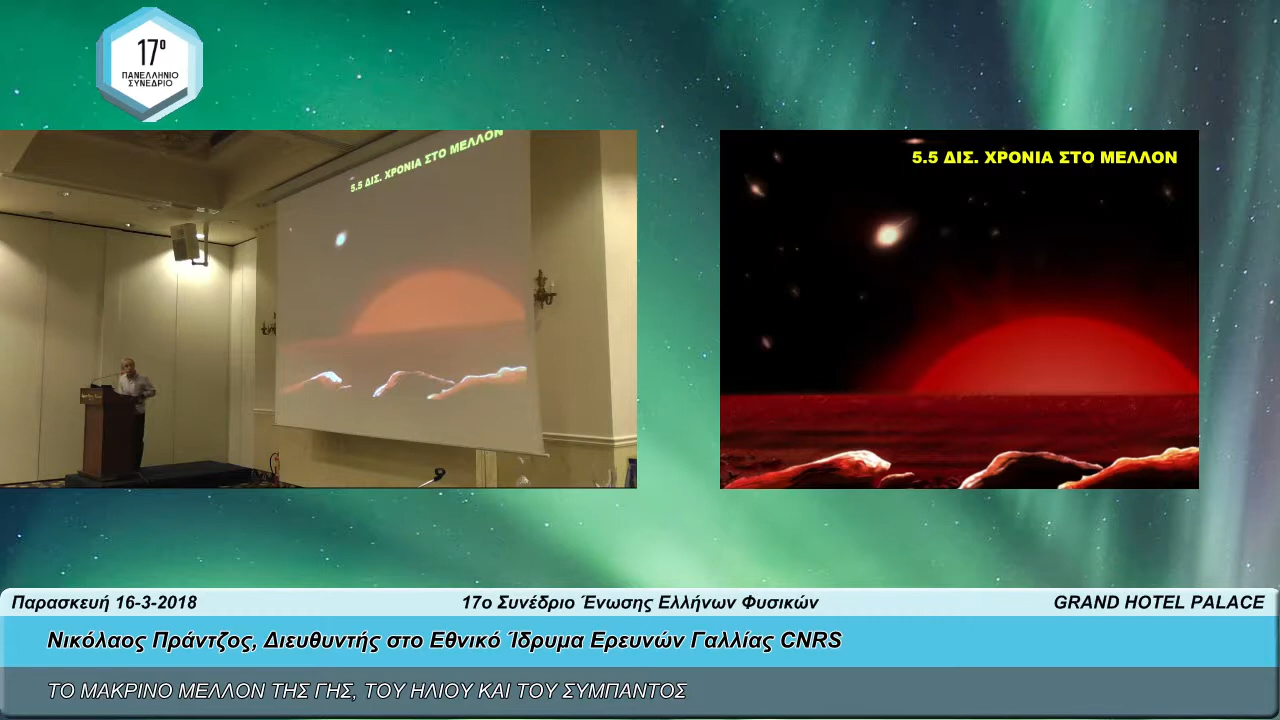 17º
ΠΑΝΕΛΛΗΝΙΟ
ΣΥΝΕΔΡΙΟ
5.5 ΔΙΣ. ΧΡΟΝΙΑ ΣΤΟ ΜΕΛΛΟΝ
5.5 ΔΙΣ. ΧΡΟΝΙΑ ΣΤΟ ΜΕΛΛΟΝ
Παρασκευή 16-3-2018
17ο Συνέδριο Ένωσης Ελλήνων Φυσικών
GRAND HOTEL PALACE
Νικόλαος Πράντζος, Διευθυντής στο Εθνικό Ίδρυμα Ερευνών Γαλλίας CNRS
ΤΟ ΜΑΚΡΙΝΟ ΜΕΛΛΟΝ ΤΗΣ ΓΗΣ, ΤΟΥ ΗΛΙΟΥ ΚΑΙ ΤΟΥ ΣΥΜΠΑΝΤΟΣ